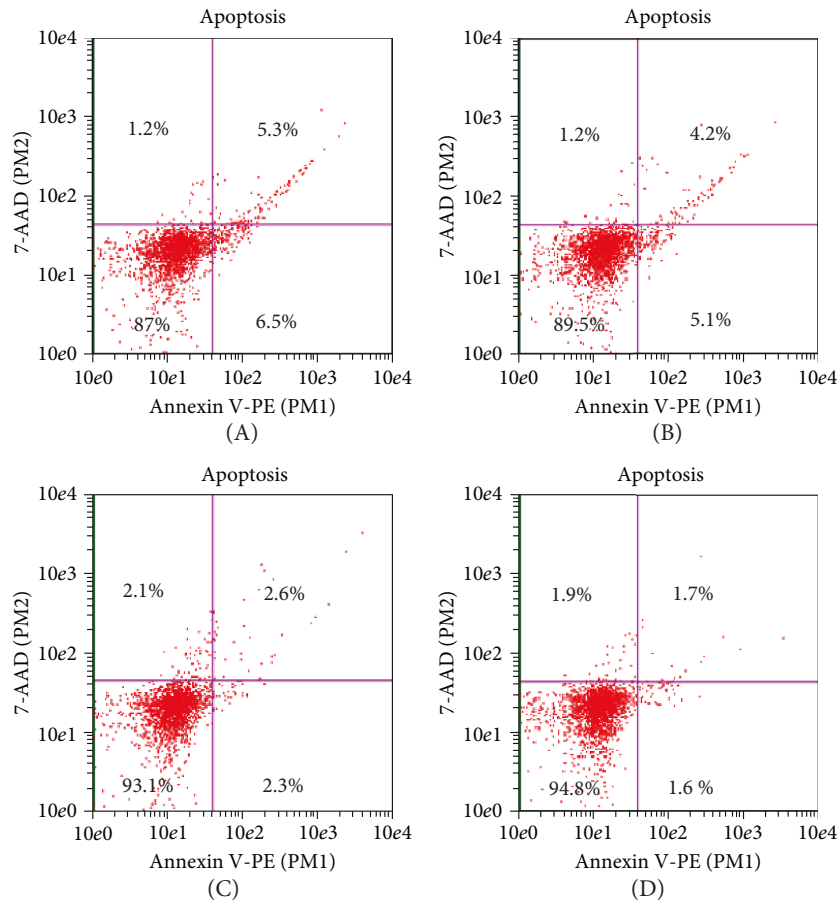 Apoptosis
10e4
10e3
10e2
10e1
10e0
7-AAD (PM2)
1.2%
5.3%
87%
6.5%
10e0 10e1 10e2 10e3 10e4
Annexin V-PE (PM1)
(A)
Apoptosis
10e4
10e3
10e2
10e1
10e0
7-AAD (PM2)
1.2%
4.2%
89.5%
5.1%
10e0 10e1 10e2 10e3 10e4
Annexin V-PE (PM1)
(B)
Apoptosis
10e4
10e3
10e2
10e1
10e0
7-AAD (PM2)
2.1%
2.6%
93.1%
2.3%
10e0 10e1 10e2 10e3 10e4
Annexin V-PE (PM1)
(C)
Apoptosis
10e4
10e3
10e2
10e1
10e0
7-AAD (PM2)
1.9%
1.7%
94.8%
1.6 %
10e0 10e1 10e2 10e3 10e4
Annexin V-PE (PM1)
(D)